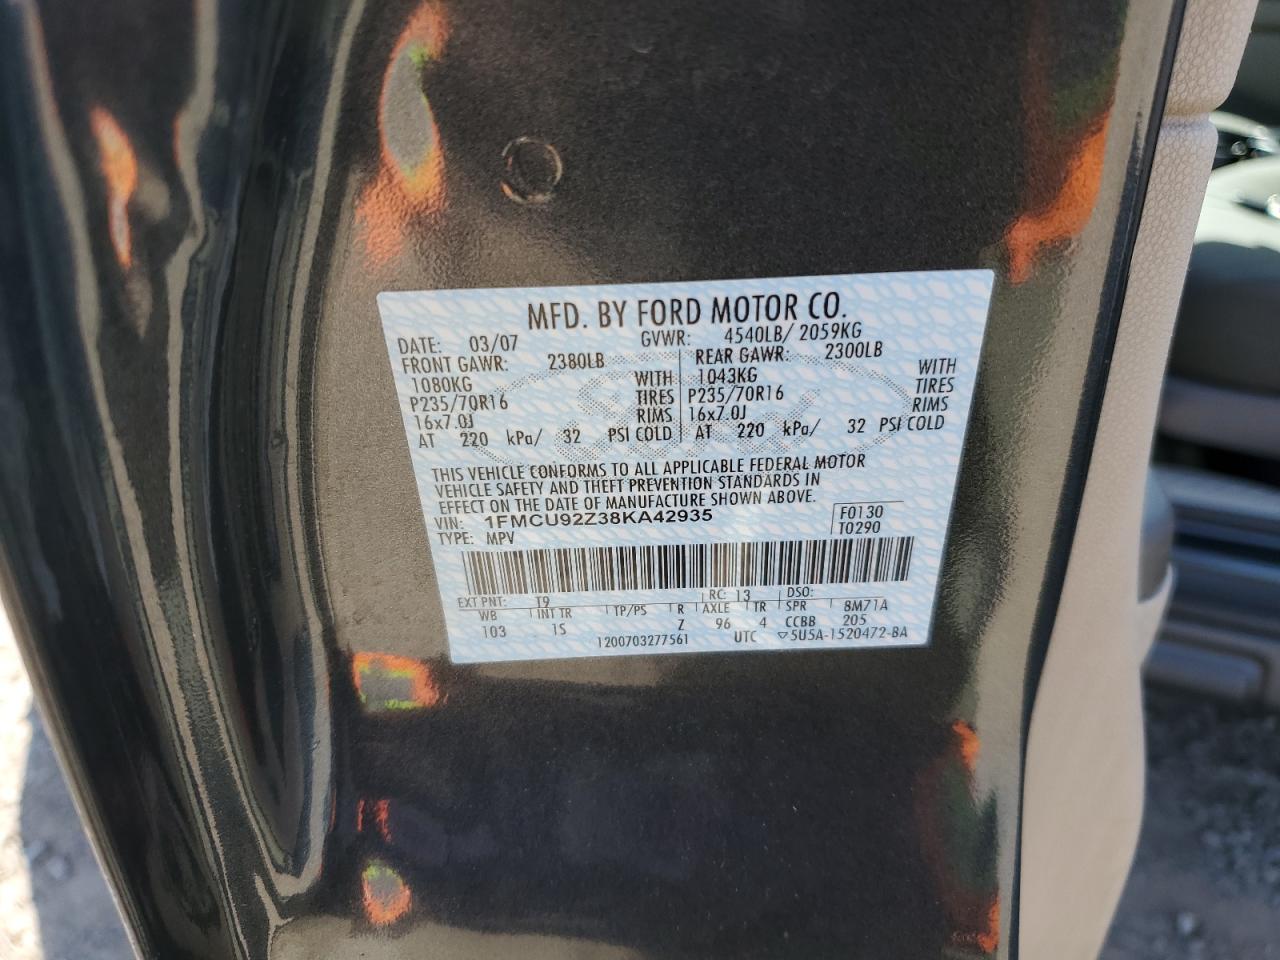 MFD. BY FORD MOTOR CO.
DATE: 03/07 GVWR: 4540LB/ 2059KG
FRONT GAWR: 2380LB REAR GAWR: 2300LB
1080KG WITH 1043KG WITH
P235/70R16 TIRES P235/70R16 TIRES
16x7.0J RIMS 16x7.0J RIMS
AT 220 kPa/ 32 PSI COLD AT 220 kPa/ 32 PSI COLD
THIS VEHICLE CONFORMS TO ALL APPLICABLE FEDERAL MOTOR
VEHICLE SAFETY AND THEFT PREVENTION STANDARDS IN
EFFECT ON THE DATE OF MANUFACTURE SHOWN ABOVE.
VIN: 1FMCU92Z38KA42935 F0130
TYPE: MPV T0290
EXT PNT: T9 RC: 13 DSO:
WB INT TR TP/PS R AXLE TR SPR 8M71A
103 1S Z 96 4 CCBB 205
1200703277561 UTC ▽5U5A-1520472-BA